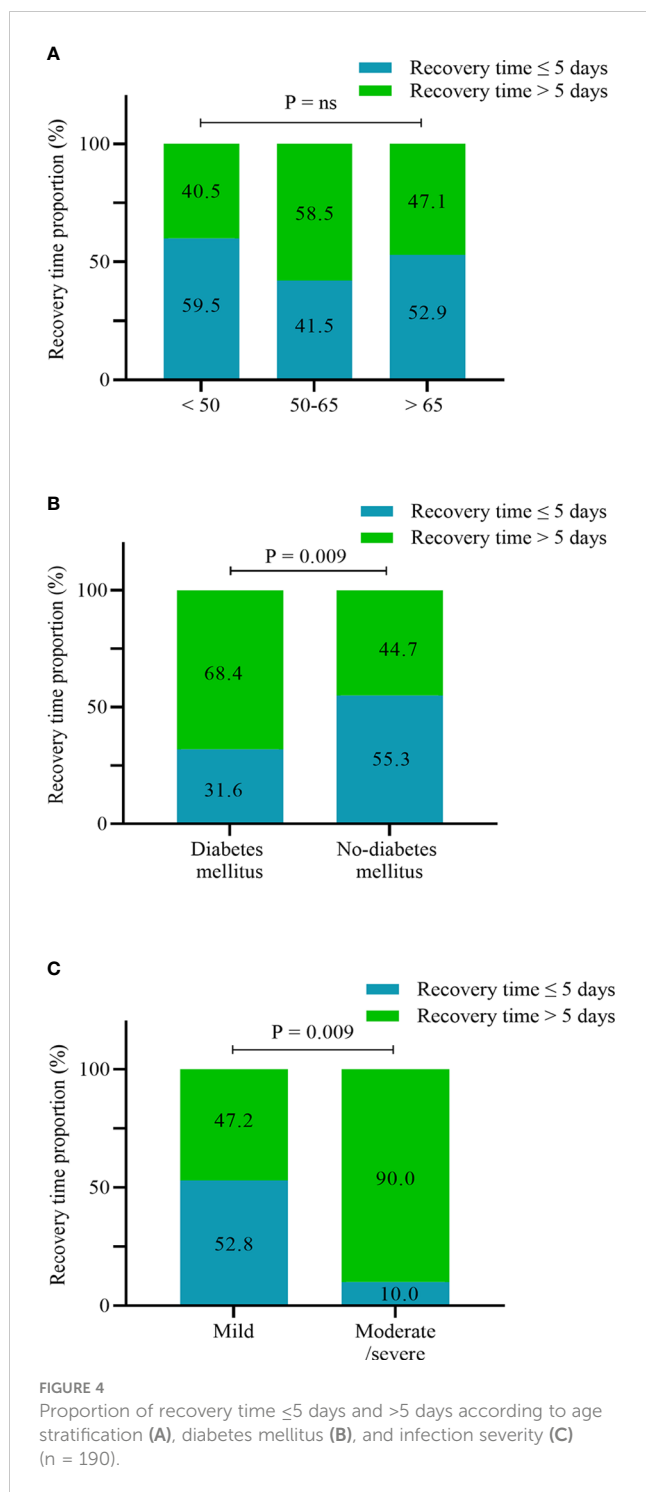 A
Recovery time ≤ 5 days
Recovery time > 5 days
P = ns
Recovery time proportion (%)
100
50
0
40.5
58.5
47.1
59.5
41.5
52.9
< 50
50-65
> 65
B
Recovery time ≤ 5 days
Recovery time > 5 days
P = 0.009
Recovery time proportion (%)
100
50
0
68.4
44.7
31.6
55.3
Diabetes
mellitus
No-diabetes
mellitus
C
Recovery time ≤ 5 days
Recovery time > 5 days
P = 0.009
Recovery time proportion (%)
100
50
0
47.2
90.0
52.8
10.0
Mild
Moderate
/severe
FIGURE 4
Proportion of recovery time ≤5 days and >5 days according to age
stratification (A), diabetes mellitus (B), and infection severity (C)
(n = 190).